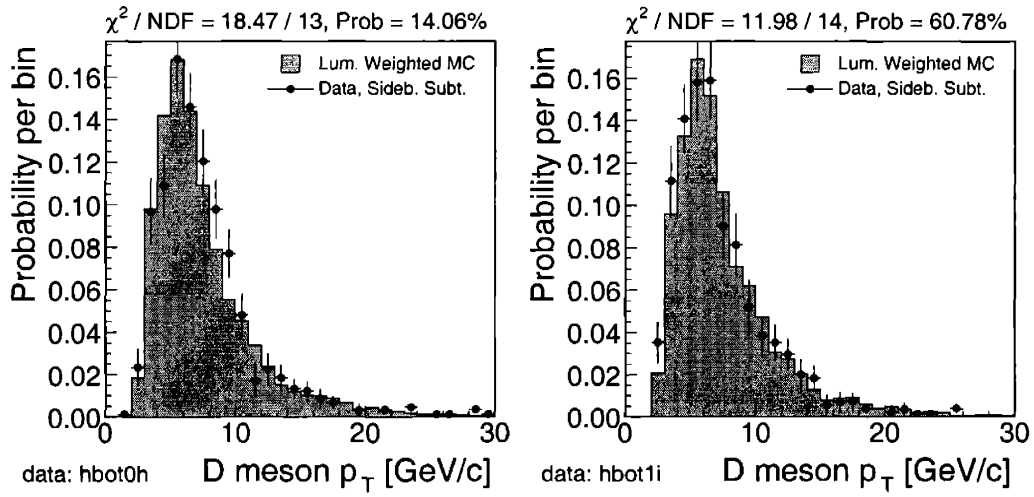 χ² / NDF = 18.47 / 13, Prob = 14.06%
Probability per bin
0.16
0.14
0.12
0.10
0.08
0.06
0.04
0.02
0.00
Lum. Weighted MC
Data, Sideb. Subt.
0 10 20 30
data: hbot0h
D meson p_T [GeV/c]
χ² / NDF = 11.98 / 14, Prob = 60.78%
Probability per bin
0.16
0.14
0.12
0.10
0.08
0.06
0.04
0.02
0.00
Lum. Weighted MC
Data, Sideb. Subt.
0 10 20 30
data: hbot1i
D meson p_T [GeV/c]